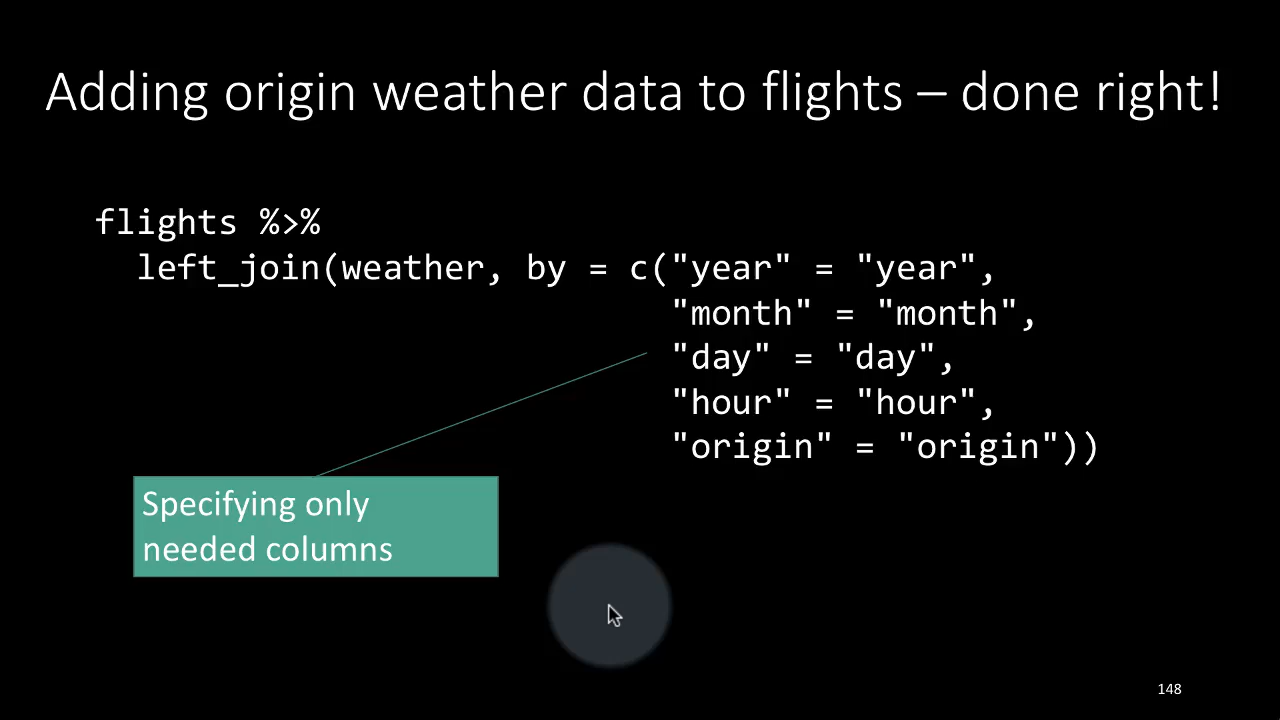 Adding origin weather data to flights – done right!
flights %>%
left_join(weather, by = c("year" = "year",
"month" = "month",
"day" = "day",
"hour" = "hour",
"origin" = "origin"))
Specifying only
needed columns
148